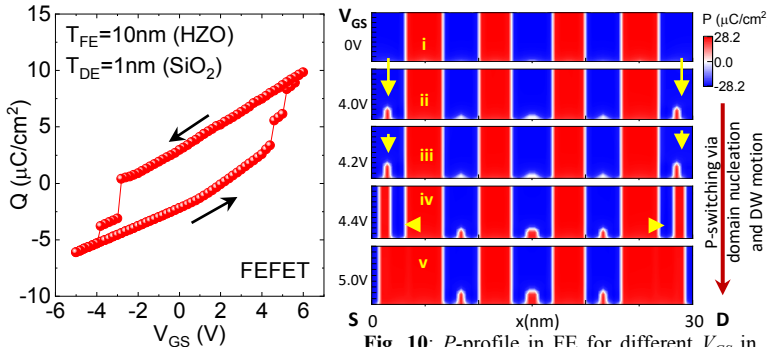 T_FE=10nm (HZO)
T_DE=1nm (SiO₂)
FEFET
Q (μC/cm²)
15
10
5
0
-5
-10
-6 -4 -2 0 2 4 6
V_GS (V)
V_GS
0V
4.0V
4.2V
4.4V
5.0V
i
ii
iii
iv
v
S 0 x(nm) 30 D
P (μC/cm²
28.2
0.0
-28.2
P-switching via
domain nucleation
and DW motion
Fig. 10: P-profile in FE for different V_GS in